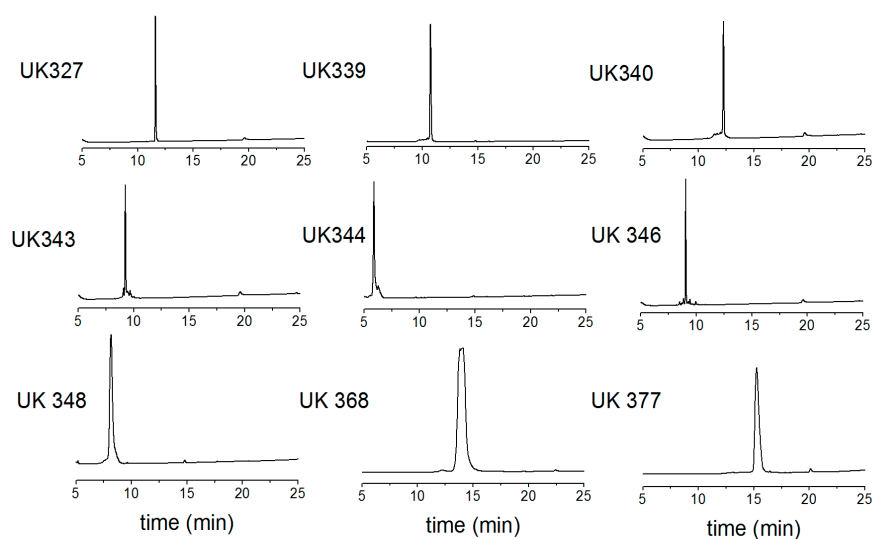 UK327
UK339
UK340
5 10 15 20 25
5 10 15 20 25
5 10 15 20 25
UK343
UK344
UK 346
5 10 15 20 25
5 10 15 20 25
5 10 15 20 25
UK 348
UK 368
UK 377
5 10 15 20 25
5 10 15 20 25
5 10 15 20 25
time (min)
time (min)
time (min)